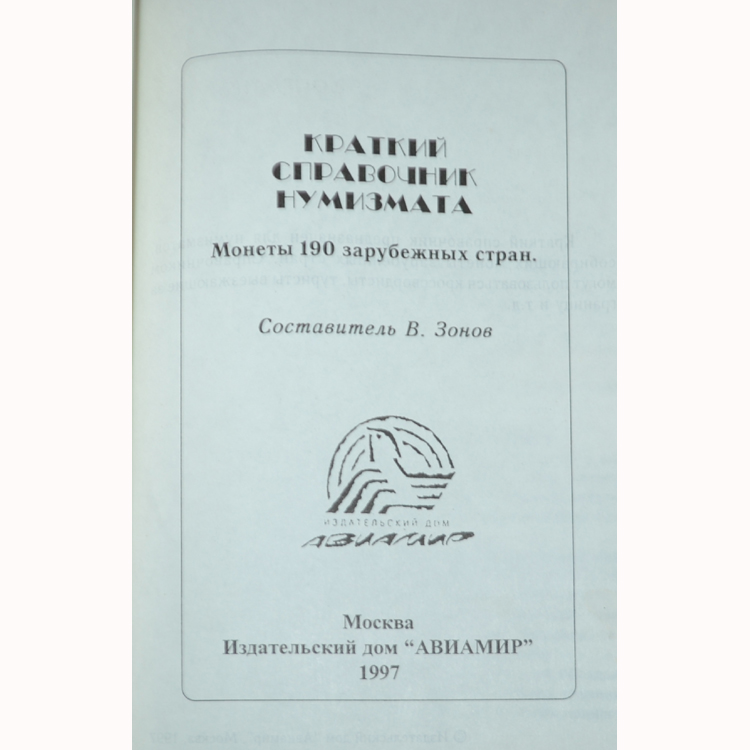 КРАТКИЙ
СПРАВОЧНИК
НУМИЗМАТА
Монеты 190 зарубежных стран.
Составитель В. Зонов
ИЗДАТЕЛЬСКИЙ ДОМ
АВИАМИР
Москва
Издательский дом “АВИАМИР”
1997